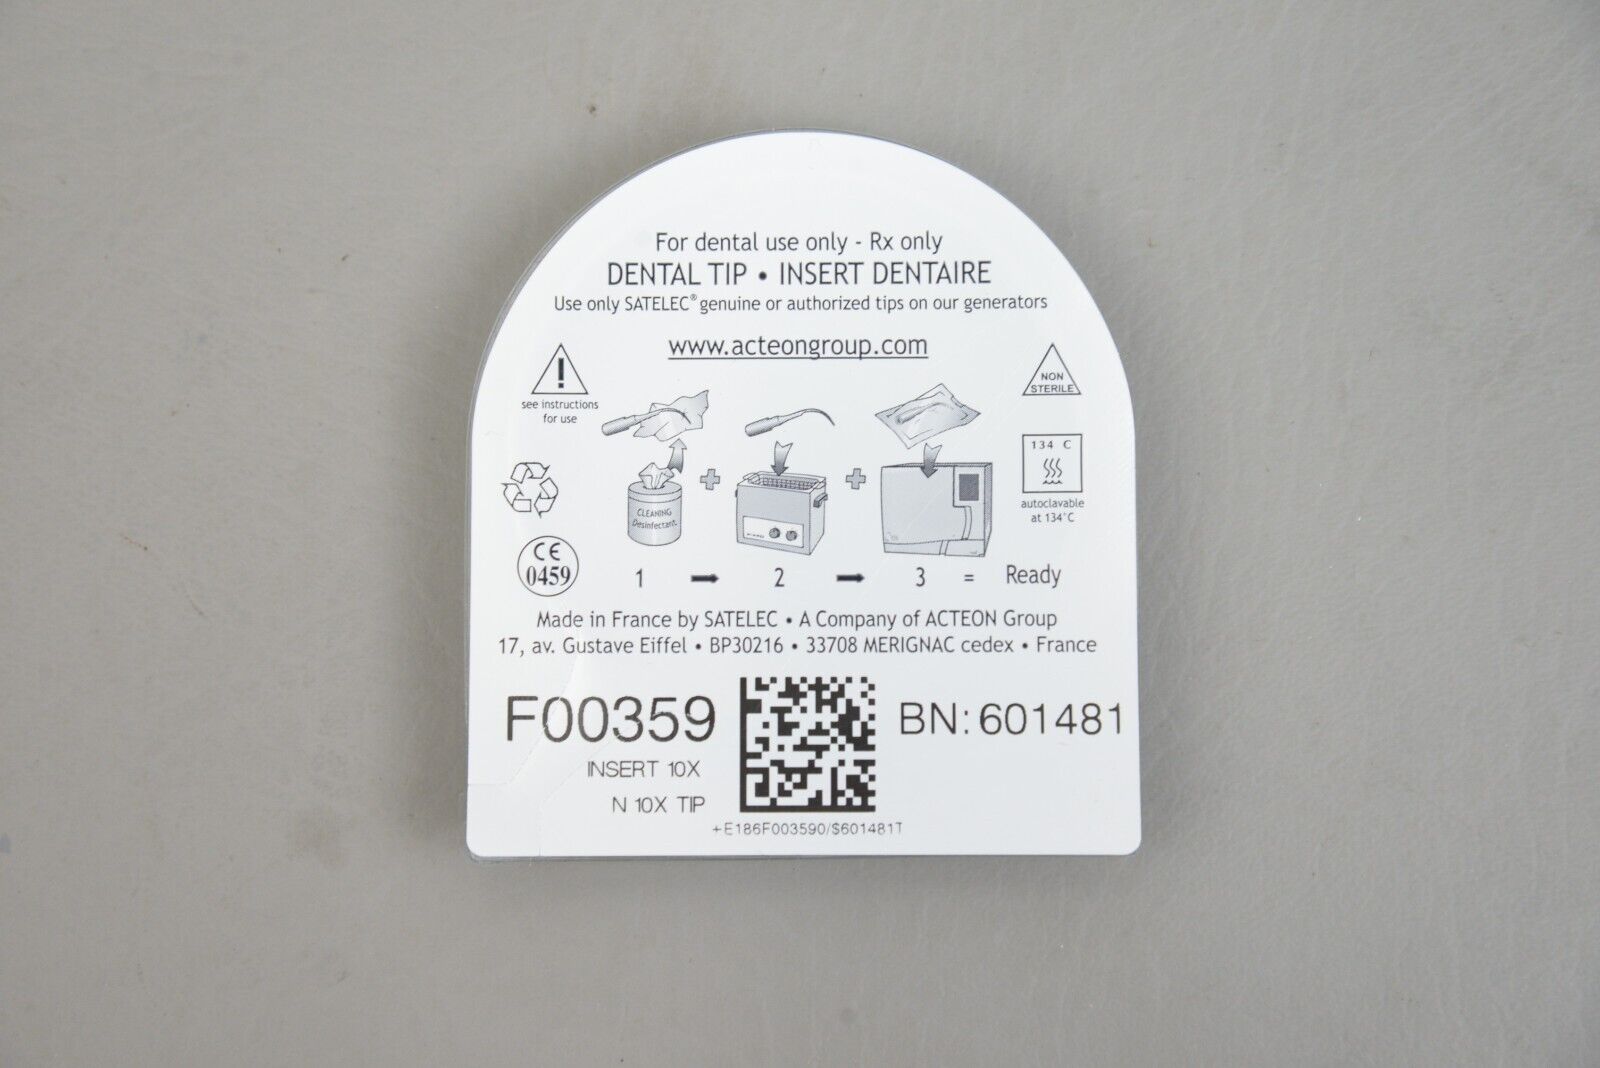 For dental use only - Rx only
DENTAL TIP • INSERT DENTAIRE
Use only SATELEC® genuine or authorized tips on our generators
www.acteongroup.com
!
see instructions
for use
NON
STERILE
134 C
autoclavable
at 134°C
CLEANING
Desinfectant.
CE
0459
1 ➞ 2 ➞ 3 = Ready
Made in France by SATELEC • A Company of ACTEON Group
17, av. Gustave Eiffel • BP30216 • 33708 MERIGNAC cedex • France
F00359
BN: 601481
INSERT 10X
N 10X TIP
+E186F003590/$601481T